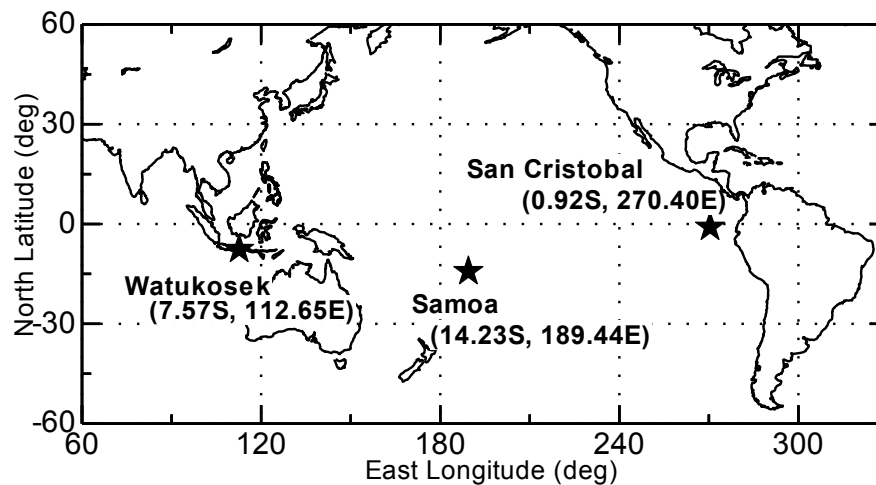 60
30
0
-30
-60
North Latitude (deg)
San Cristobal
(0.92S, 270.40E)
Watukosek
(7.57S, 112.65E)
Samoa
(14.23S, 189.44E)
60 120 180 240 300
East Longitude (deg)